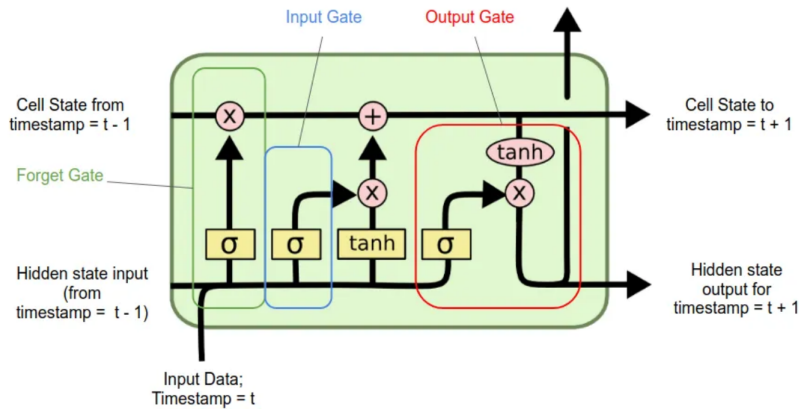 Input Gate
Output Gate
Cell State from
timestamp = t - 1
x
+
Cell State to
timestamp = t + 1
tanh
Forget Gate
x
x
σ
σ
tanh
σ
Hidden state input
(from
timestamp = t - 1)
Hidden state
output for
timestamp = t + 1
Input Data;
Timestamp = t